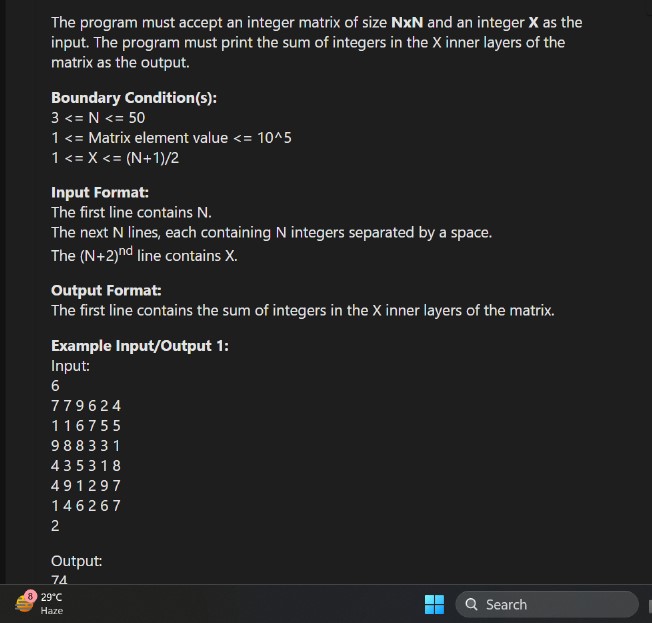 The program must accept an integer matrix of size NxN and an integer X as the
input. The program must print the sum of integers in the X inner layers of the
matrix as the output.
Boundary Condition(s):
3 <= N <= 50
1 <= Matrix element value <= 10^5
1 <= X <= (N+1)/2
Input Format:
The first line contains N.
The next N lines, each containing N integers separated by a space.
The (N+2)nd line contains X.
Output Format:
The first line contains the sum of integers in the X inner layers of the matrix.
Example Input/Output 1:
Input:
6
7 7 9 6 2 4
1 1 6 7 5 5
9 8 8 3 3 1
4 3 5 3 1 8
4 9 1 2 9 7
1 4 6 2 6 7
2
Output:
74
8
29°C
Haze
Search